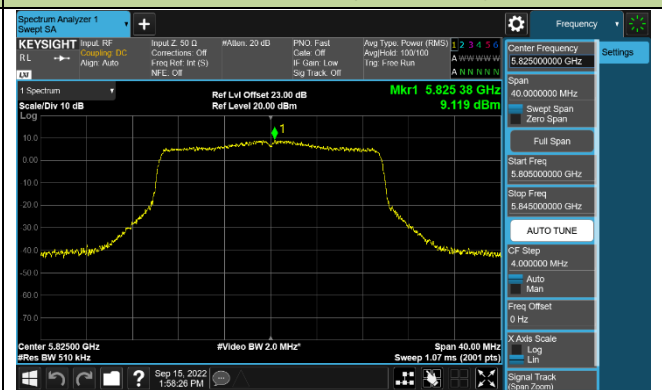 Spectrum Analyzer 1
Swept SA
+
Frequency
KEYSIGHT
RL
LXI
Input: RF
Coupling: DC
Align: Auto
Input Z: 50 Ω
Corrections: Off
Freq Ref: Int (S)
NFE: Off
#Atten: 20 dB
PNO: Fast
Gate: Off
IF Gain: Low
Sig Track: Off
Avg Type: Power (RMS)
Avg|Hold: 100/100
Trig: Free Run
1 2 3 4 5 6
A W W W W W
A N N N N N
1 Spectrum
Scale/Div 10 dB
Log
Ref Lvl Offset 23.00 dB
Ref Level 20.00 dBm
Mkr1 5.825 38 GHz
9.119 dBm
1
10.0
0.00
10.0
20.0
30.0
40.0
-50.0
60.0
70.0
Center 5.82500 GHz
#Res BW 510 kHz
#Video BW 2.0 MHz*
Span 40.00 MHz
Sweep 1.07 ms (2001 pts)
?
Sep 15, 2022
1:58:26 PM
Center Frequency
5.825000000 GHz
Settings
Span
40.0000000 MHz
Swept Span
Zero Span
Full Span
Start Freq
5.805000000 GHz
Stop Freq
5.845000000 GHz
AUTO TUNE
CF Step
4.000000 MHz
Auto
Man
Freq Offset
0 Hz
X Axis Scale
Log
Lin
Signal Track
(Span Zoom)